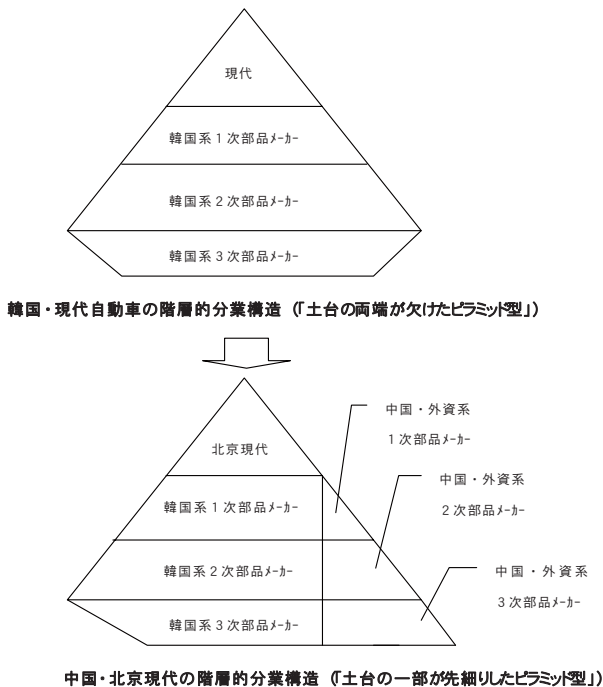 現代
韓国系１次部品ﾒｰｶｰ
韓国系２次部品ﾒｰｶｰ
韓国系３次部品ﾒｰｶｰ
韓国・現代自動車の階層的分業構造（｢土台の両端が欠けたピラミッド型｣）
中国・外資系
１次部品ﾒｰｶｰ
北京現代
中国・外資系
２次部品ﾒｰｶｰ
韓国系１次部品ﾒｰｶｰ
韓国系２次部品ﾒｰｶｰ
中国・外資系
３次部品ﾒｰｶｰ
韓国系３次部品ﾒｰｶｰ
中国・北京現代の階層的分業構造（｢土台の一部が先細りしたピラミッド型｣）